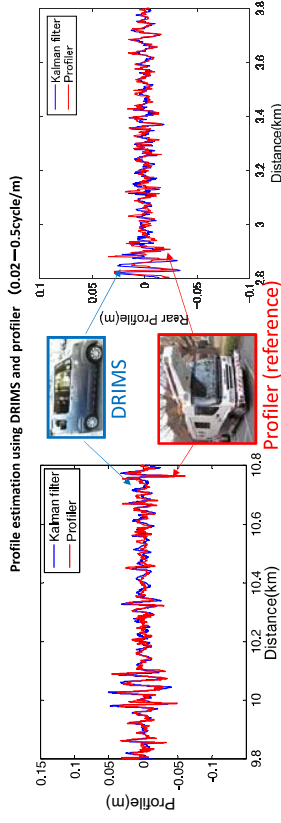 Profile estimation using DRIMS and profiler (0.02－0.5cycle/m)
0.15
0.1
0.05
0
-0.05
-0.1
Profile(m)
Kalman filter
Profiler
9.8
10
10.2
10.4
10.6
10.8
Distance(km)
DRIMS
Profiler (reference)
0.1
0.05
0
-0.05
-0.1
Rear Profile(m)
Kalman filter
Profiler
2.8
3
3.2
3.4
3.6
3.8
Distance(km)